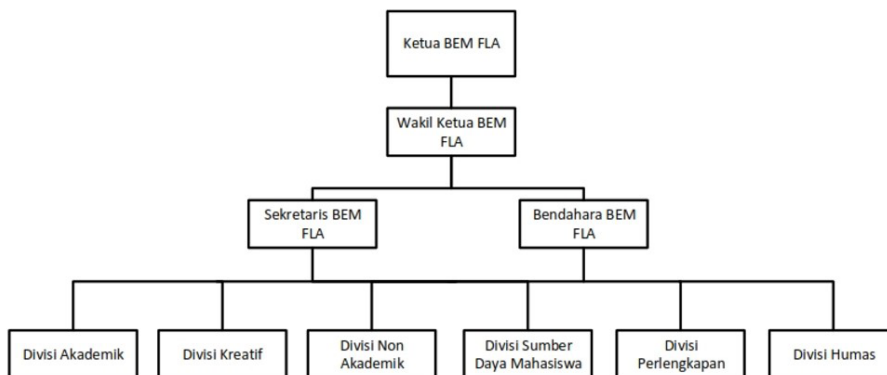 Ketua BEM FLA
Wakil Ketua BEM
FLA
Sekretaris BEM
FLA
Bendahara BEM
FLA
Divisi Akademik
Divisi Kreatif
Divisi Non
Akademik
Divisi Sumber
Daya Mahasiswa
Divisi
Perlengkapan
Divisi Humas